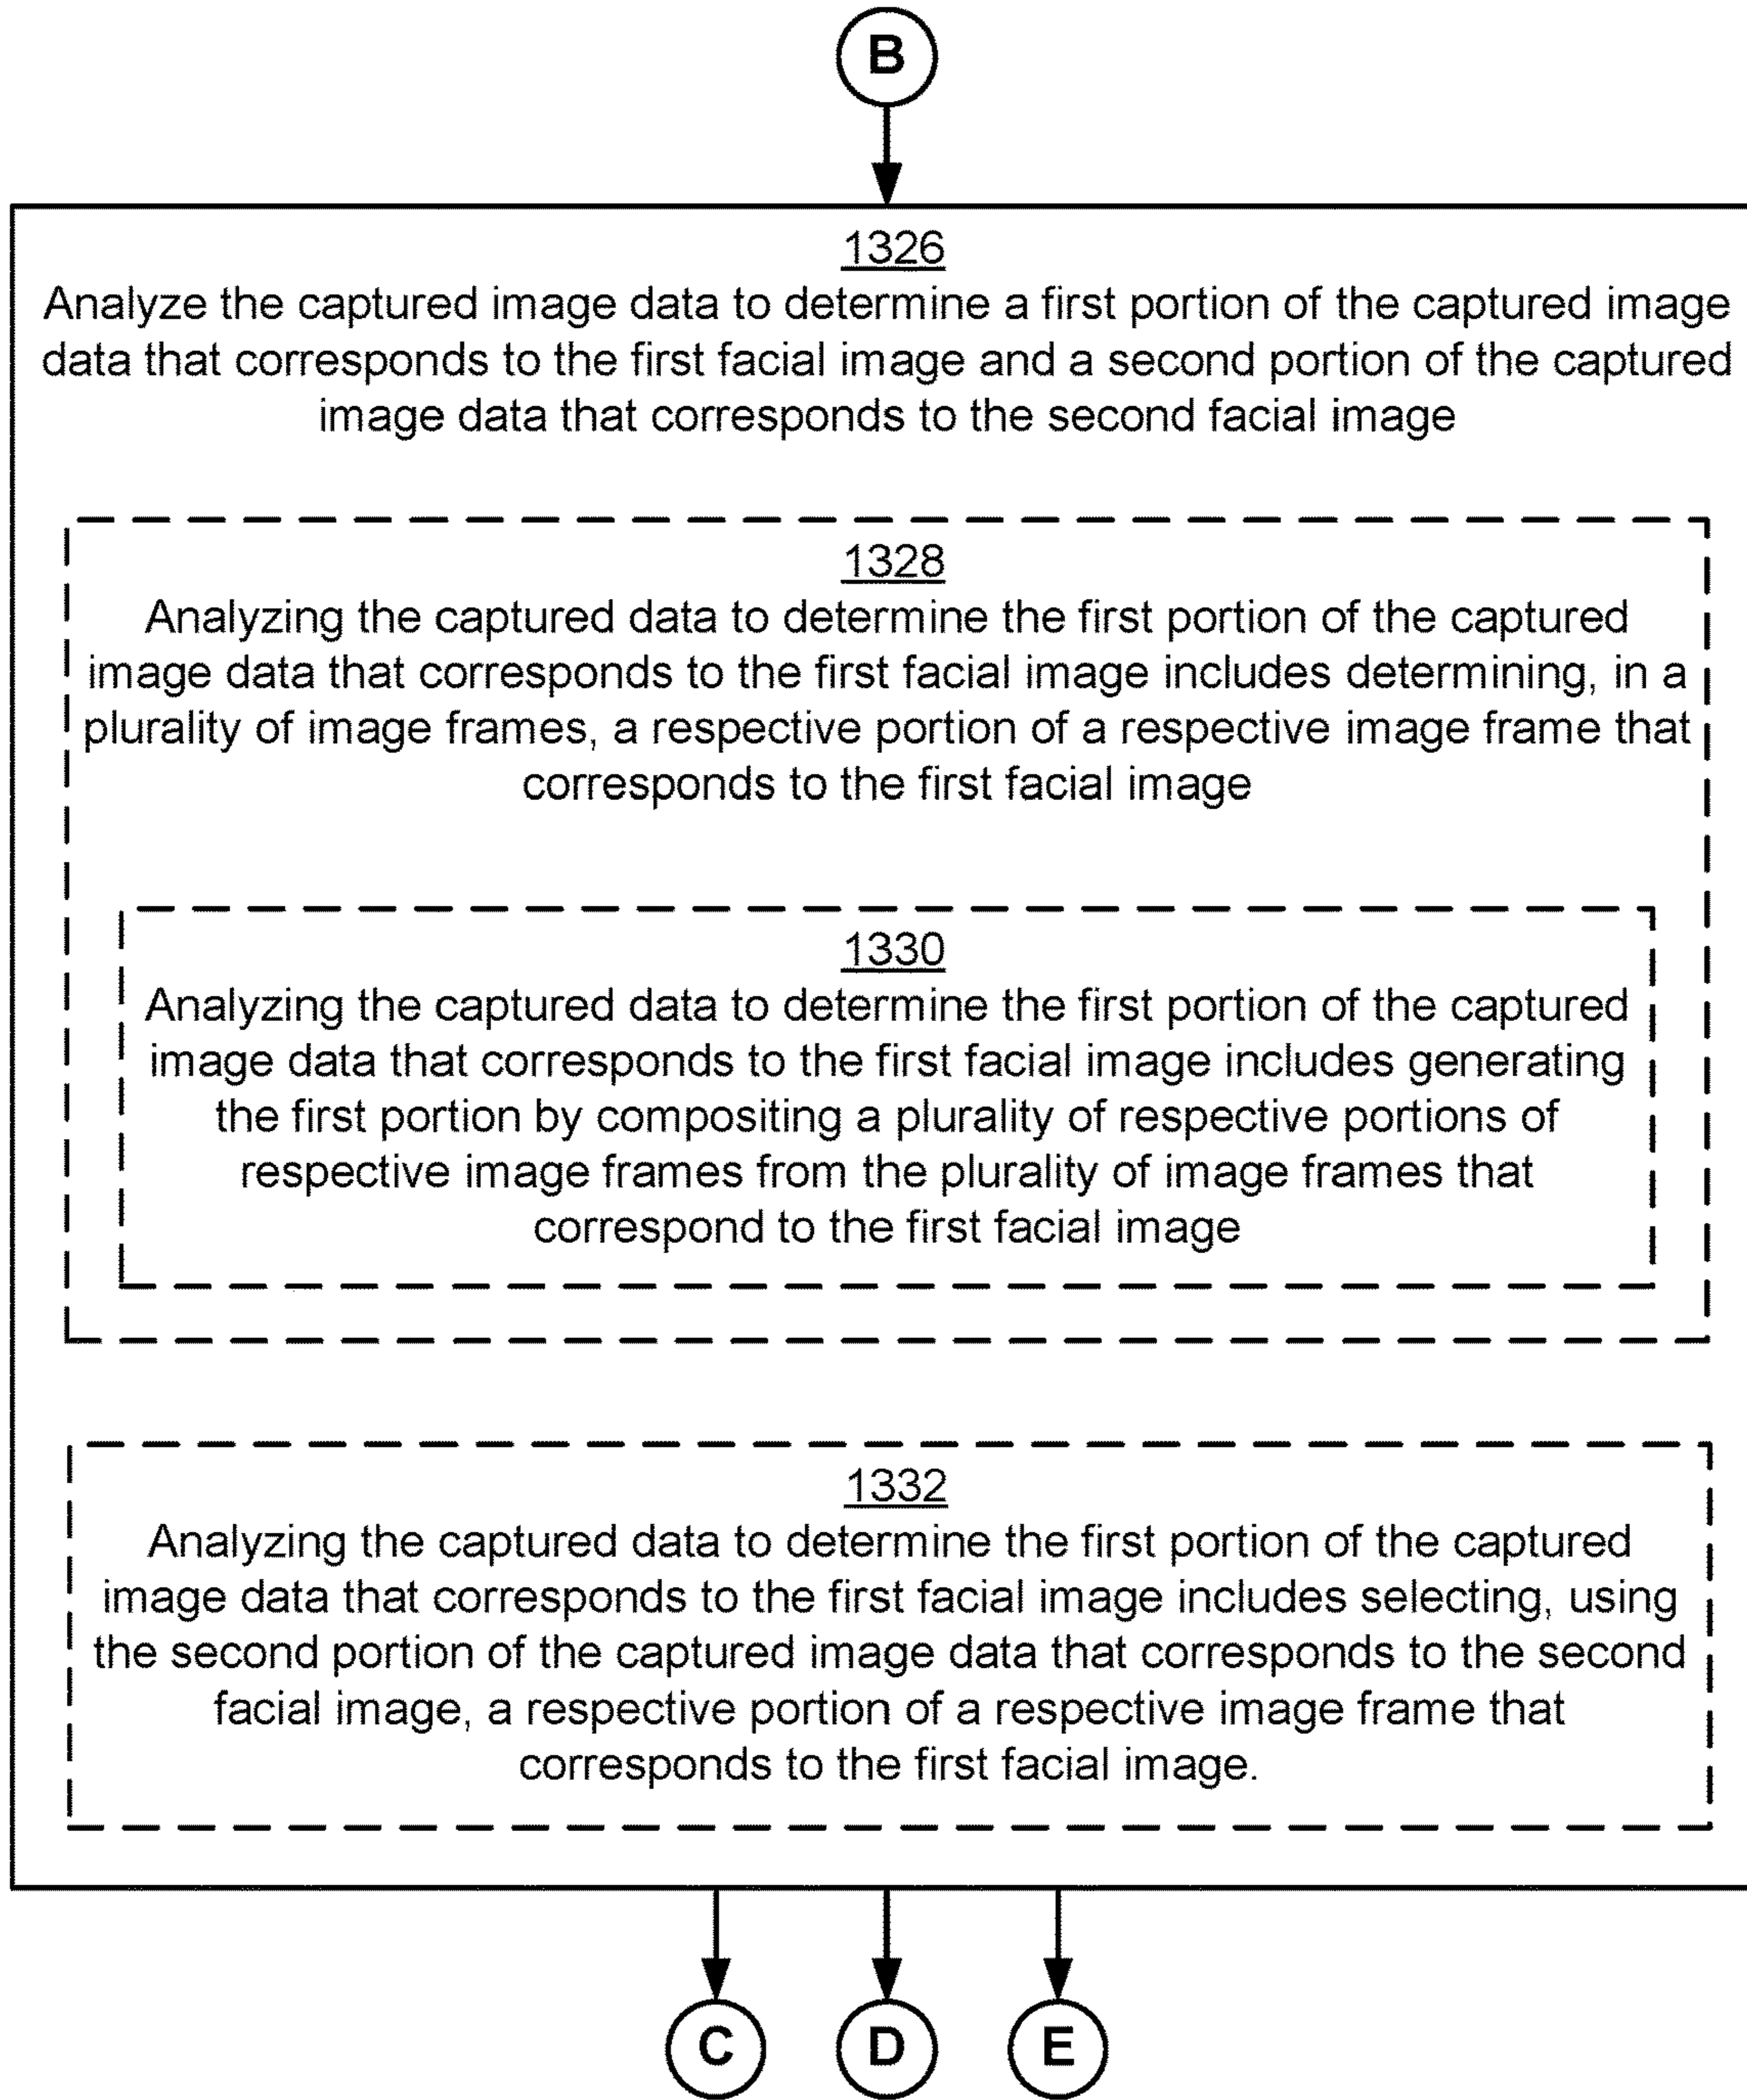 B
1326
Analyze the captured image data to determine a first portion of the captured image
data that corresponds to the first facial image and a second portion of the captured
image data that corresponds to the second facial image
1328
Analyzing the captured data to determine the first portion of the captured
image data that corresponds to the first facial image includes determining, in a
plurality of image frames, a respective portion of a respective image frame that
corresponds to the first facial image
1330
Analyzing the captured data to determine the first portion of the captured
image data that corresponds to the first facial image includes generating
the first portion by compositing a plurality of respective portions of
respective image frames from the plurality of image frames that
correspond to the first facial image
1332
Analyzing the captured data to determine the first portion of the captured
image data that corresponds to the first facial image includes selecting, using
the second portion of the captured image data that corresponds to the second
facial image, a respective portion of a respective image frame that
corresponds to the first facial image.
C D E